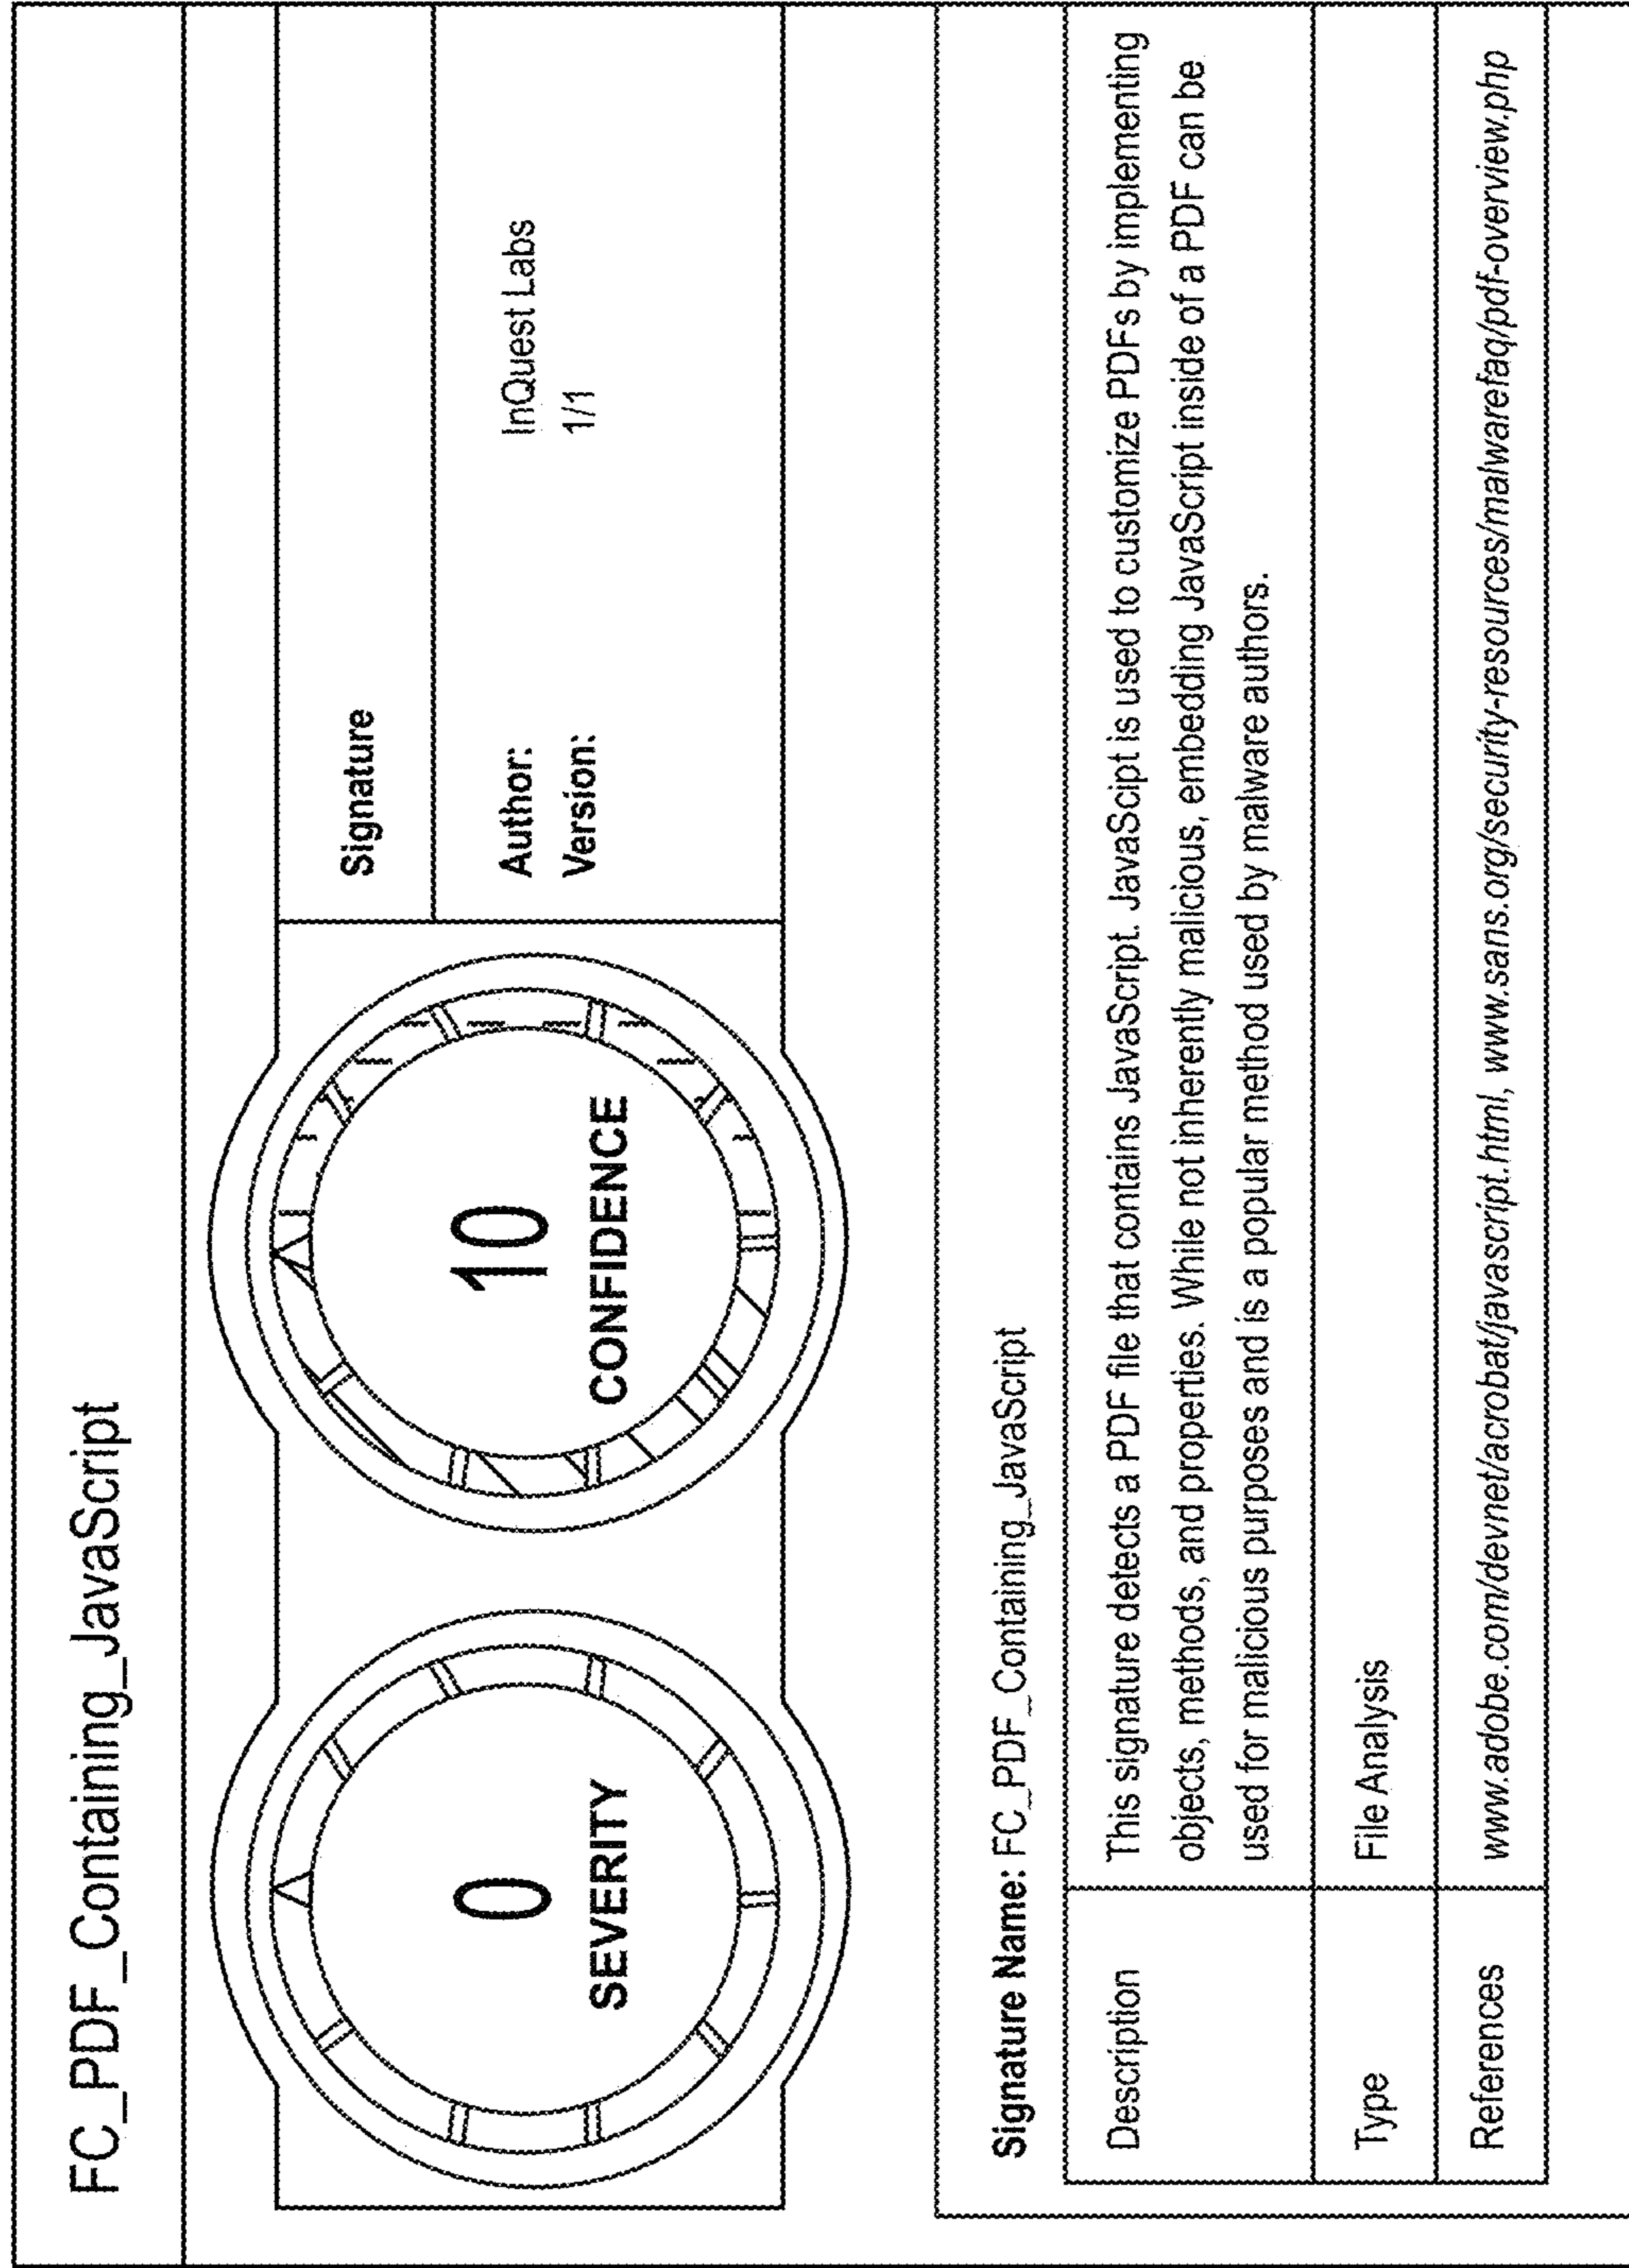 FC_PDF_Containing_JavaScript
0
SEVERITY
10
CONFIDENCE
Signature
Author: InQuest Labs
Version: 1/1
Signature Name: FC_PDF_Containing_JavaScript
Description
This signature detects a PDF file that contains JavaScript. JavaScipt is used to customize PDFs by implementing
objects, methods, and properties. While not inherently malicious, embedding JavaScript inside of a PDF can be
used for malicious purposes and is a popular method used by malware authors.
Type File Analysis
References www.adobe.com/devnet/acrobat/javascript.html, www.sans.org/security-resources/malwarefaq/pdf-overview.php